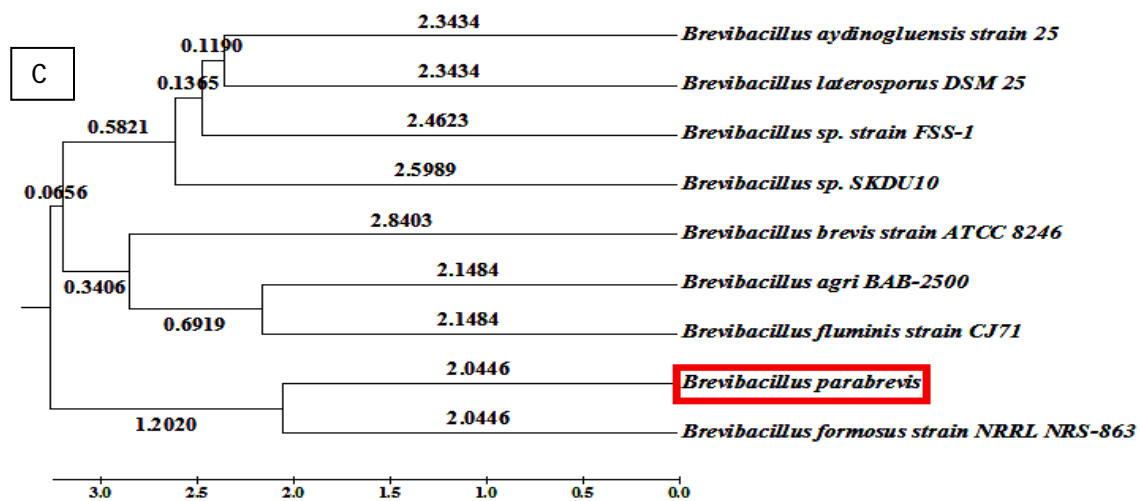 2.3434
Brevibacillus aydinogluensis strain 25
0.1190
C
2.3434
Brevibacillus laterosporus DSM 25
0.1365
2.4623
0.5821
Brevibacillus sp. strain FSS-1
2.5989
Brevibacillus sp. SKDU10
0.0656
2.8403
Brevibacillus brevis strain ATCC 8246
2.1484
0.3406
Brevibacillus agri BAB-2500
0.6919
2.1484
Brevibacillus fluminis strain CJ71
2.0446
Brevibacillus parabrevis
1.2020
2.0446
Brevibacillus formosus strain NRRL NRS-863
3.0 2.5 2.0 1.5 1.0 0.5 0.0